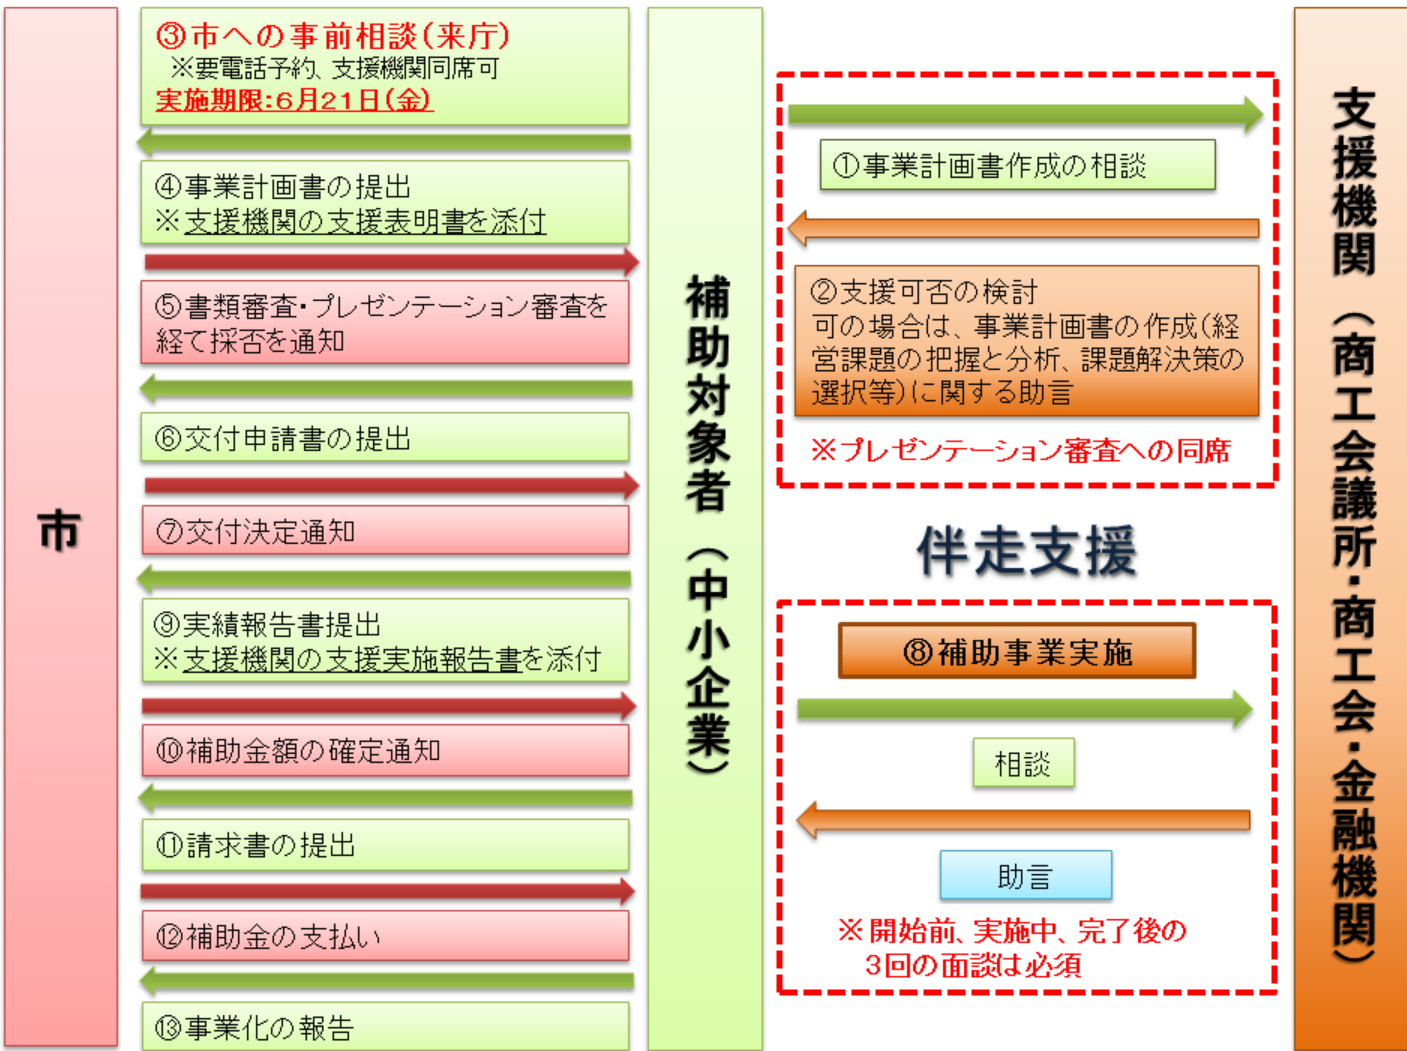 市
③市への事前相談(来庁)
※要電話予約、支援機関同席可
実施期限:6月21日(金)
④事業計画書の提出
※支援機関の支援表明書を添付
⑤書類審査・プレゼンテーション審査を
経て採否を通知
⑥交付申請書の提出
⑦交付決定通知
⑨実績報告書提出
※支援機関の支援実施報告書を添付
⑩補助金額の確定通知
⑪請求書の提出
⑫補助金の支払い
⑬事業化の報告
補助対象者(中小企業)
①事業計画書作成の相談
②支援可否の検討
可の場合は、事業計画書の作成(経
営課題の把握と分析、課題解決策の
選択等)に関する助言
※プレゼンテーション審査への同席
伴走支援
⑧補助事業実施
相談
助言
※開始前、実施中、完了後の
3回の面談は必須
支援機関(商工会議所・商工会・金融機関)